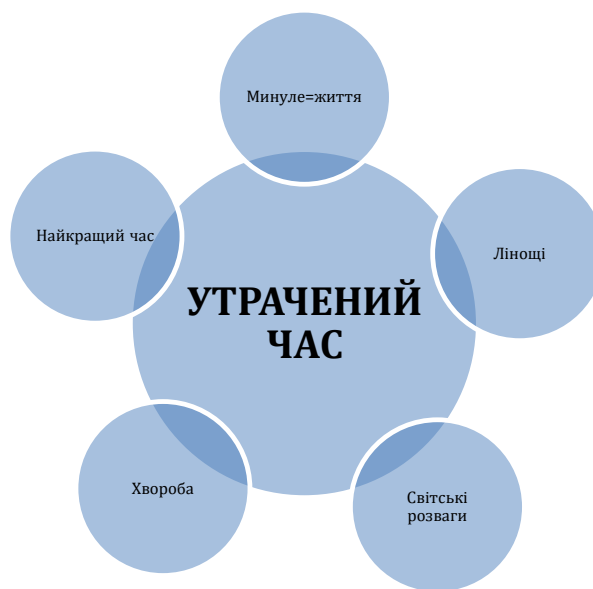 Минуле=життя
Найкращий час
Лінощі
УТРАЧЕНИЙ
ЧАС
Хвороба
Світські
розваги